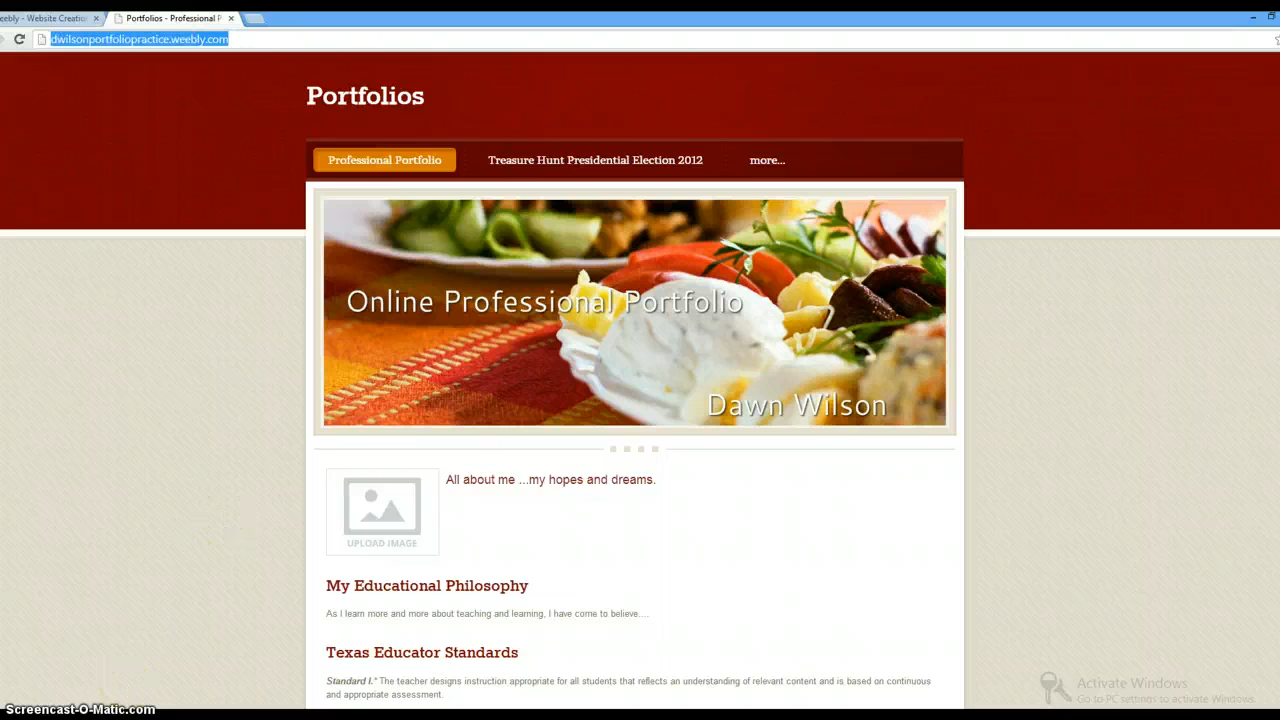 eebly - Website Creatio
Portfolios - Professional P
dwilsonportfoliopractice.weebly.com
Portfolios
Professional Portfolio
Treasure Hunt Presidential Election 2012
more...
Online Professional Portfolio
Dawn Wilson
UPLOAD IMAGE
All about me ...my hopes and dreams.
My Educational Philosophy
As I learn more and more about teaching and learning, I have come to believe....
Texas Educator Standards
Standard I.* The teacher designs instruction appropriate for all students that reflects an understanding of relevant content and is based on continuous
and appropriate assessment.
Activate Windows
Go to PC settings to activate Windows.
Screencast-O-Matic.com